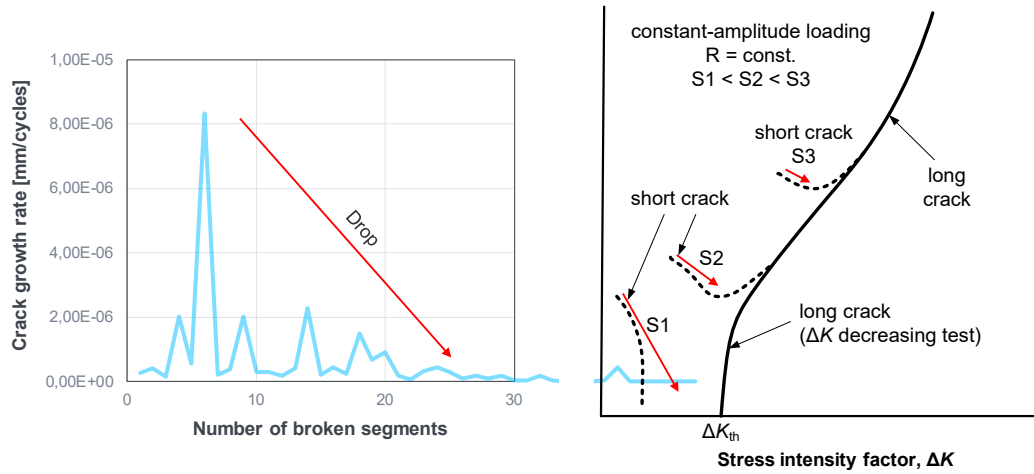 Crack growth rate [mm/cycles]
1,00E-05
8,00E-06
6,00E-06
4,00E-06
2,00E-06
0,00E+00
0
10
20
30
Number of broken segments
Drop
constant-amplitude loading
R = const.
S1 < S2 < S3
short crack
S3
long
crack
short crack
S2
S1
long crack
(ΔK decreasing test)
ΔKth
Stress intensity factor, ΔK